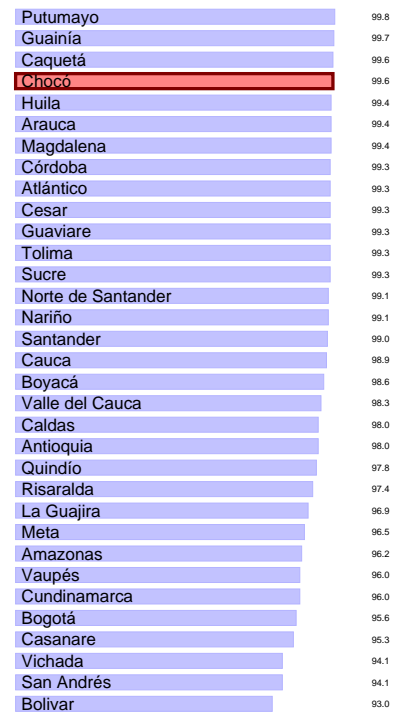 Putumayo 99.8
Guainía 99.7
Caquetá 99.6
Chocó 99.6
Huila 99.4
Arauca 99.4
Magdalena 99.4
Córdoba 99.3
Atlántico 99.3
Cesar 99.3
Guaviare 99.3
Tolima 99.3
Sucre 99.3
Norte de Santander 99.1
Nariño 99.1
Santander 99.0
Cauca 98.9
Boyacá 98.6
Valle del Cauca 98.3
Caldas 98.0
Antioquia 98.0
Quindío 97.8
Risaralda 97.4
La Guajira 96.9
Meta 96.5
Amazonas 96.2
Vaupés 96.0
Cundinamarca 96.0
Bogotá 95.6
Casanare 95.3
Vichada 94.1
San Andrés 94.1
Bolivar 93.0